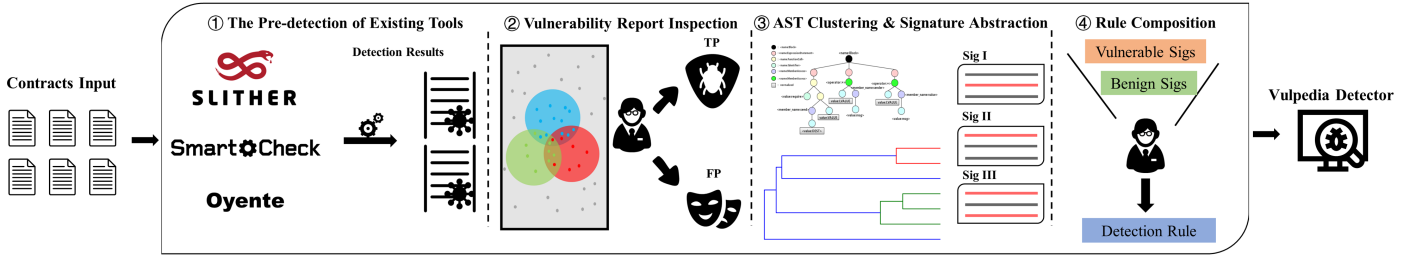 Contracts Input
① The Pre-detection of Existing Tools
SLITHER
SmartCheck
Oyente
Detection Results
② Vulnerability Report Inspection
TP
FP
③ AST Clustering & Signature Abstraction
Sig I
Sig II
Sig III
④ Rule Composition
Vulnerable Sigs
Benign Sigs
Detection Rule
Vulpedia Detector